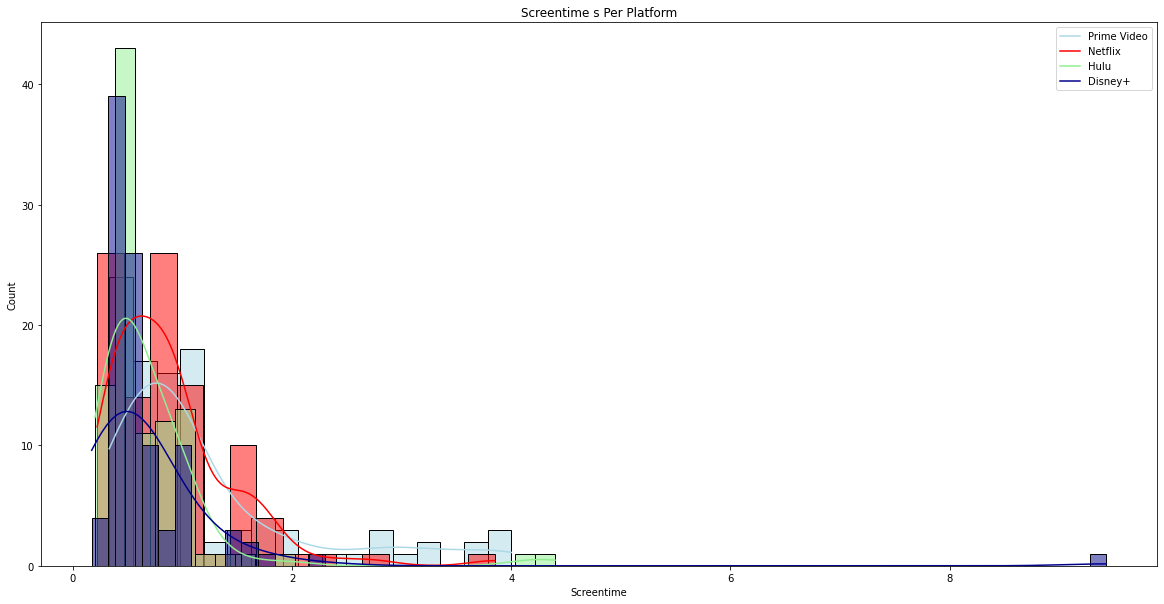 Screentime s Per Platform
Prime Video
Netflix
Hulu
Disney+
Count
40
30
20
10
0
0 2 4 6 8
Screentime